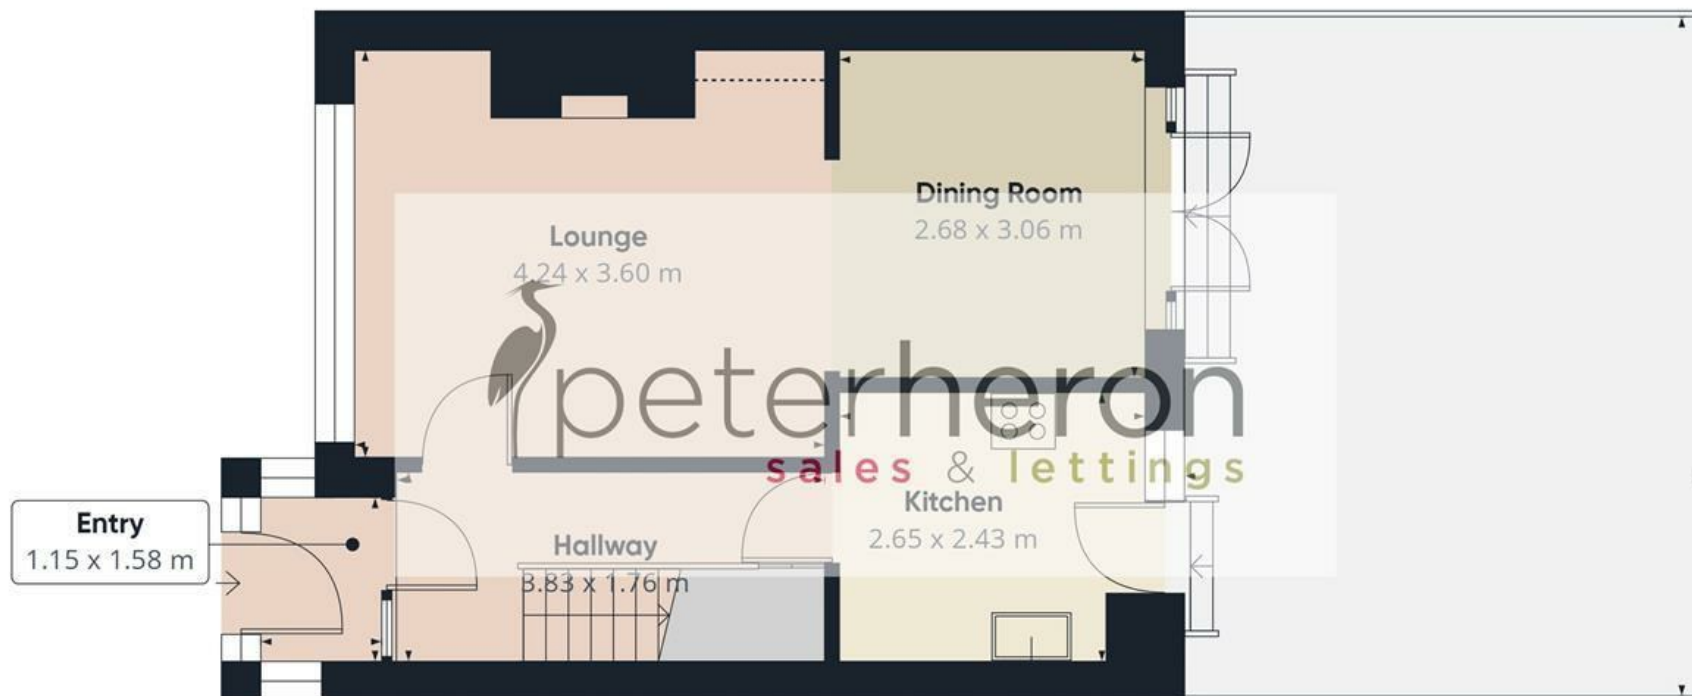 Dining Room
2.68 x 3.06 m
Lounge
4.24 x 3.60 m
peterheron
sales & lettings
Kitchen
2.65 x 2.43 m
Entry
1.15 x 1.58 m
Hallway
3.83 x 1.76 m